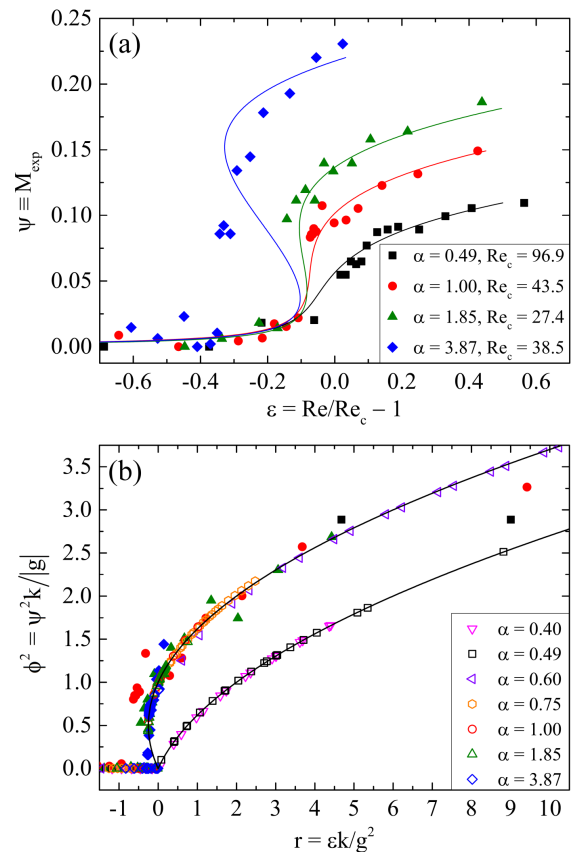 (a)
ψ ≡ M_exp
0.25
0.20
0.15
0.10
0.05
0.00
α = 0.49, Re_c = 96.9
α = 1.00, Re_c = 43.5
α = 1.85, Re_c = 27.4
α = 3.87, Re_c = 38.5
-0.6 -0.4 -0.2 0.0 0.2 0.4 0.6
ε = Re/Re_c − 1
(b)
ϕ² = ψ²k/|g|
3.5
3.0
2.5
2.0
1.5
1.0
0.5
0.0
α = 0.40
α = 0.49
α = 0.60
α = 0.75
α = 1.00
α = 1.85
α = 3.87
-1 0 1 2 3 4 5 6 7 8 9 10
r = εk/g²